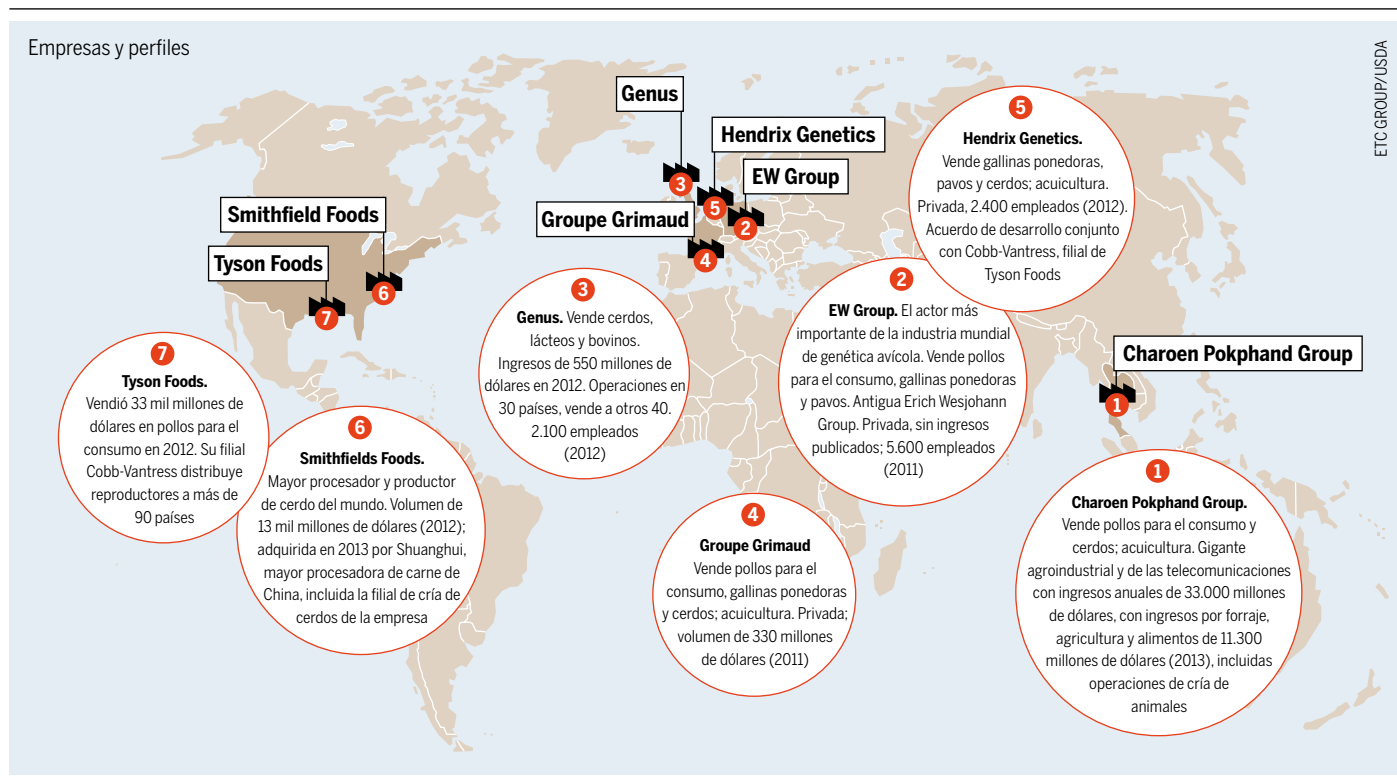 Empresas y perfiles
ETC GROUP/USDA
Genus
Hendrix Genetics
EW Group
Groupe Grimaud
Smithfield Foods
Tyson Foods
Charoen Pokphand Group
3
5
2
4
6
7
1
7
Tyson Foods.
Vendió 33 mil millones de
dólares en pollos para el
consumo en 2012. Su filial
Cobb-Vantress distribuye
reproductores a más de
90 países
6
Smithfields Foods.
Mayor procesador y productor
de cerdo del mundo. Volumen de
13 mil millones de dólares (2012);
adquirida en 2013 por Shuanghui,
mayor procesadora de carne de
China, incluida la filial de cría de
cerdos de la empresa
3
Genus. Vende cerdos,
lácteos y bovinos.
Ingresos de 550 millones de
dólares en 2012. Operaciones en
30 países, vende a otros 40.
2.100 empleados
(2012)
4
Groupe Grimaud
Vende pollos para el
consumo, gallinas ponedoras
y cerdos; acuicultura. Privada;
volumen de 330 millones
de dólares (2011)
2
EW Group. El actor más
importante de la industria mundial
de genética avícola. Vende pollos
para el consumo, gallinas ponedoras
y pavos. Antigua Erich Wesjohann
Group. Privada, sin ingresos
publicados; 5.600 empleados
(2011)
5
Hendrix Genetics.
Vende gallinas ponedoras,
pavos y cerdos; acuicultura.
Privada, 2.400 empleados (2012).
Acuerdo de desarrollo conjunto
con Cobb-Vantress, filial de
Tyson Foods
1
Charoen Pokphand Group.
Vende pollos para el consumo y
cerdos; acuicultura. Gigante
agroindustrial y de las telecomunicaciones
con ingresos anuales de 33.000 millones
de dólares, con ingresos por forraje,
agricultura y alimentos de 11.300
millones de dólares (2013), incluidas
operaciones de cría de
animales